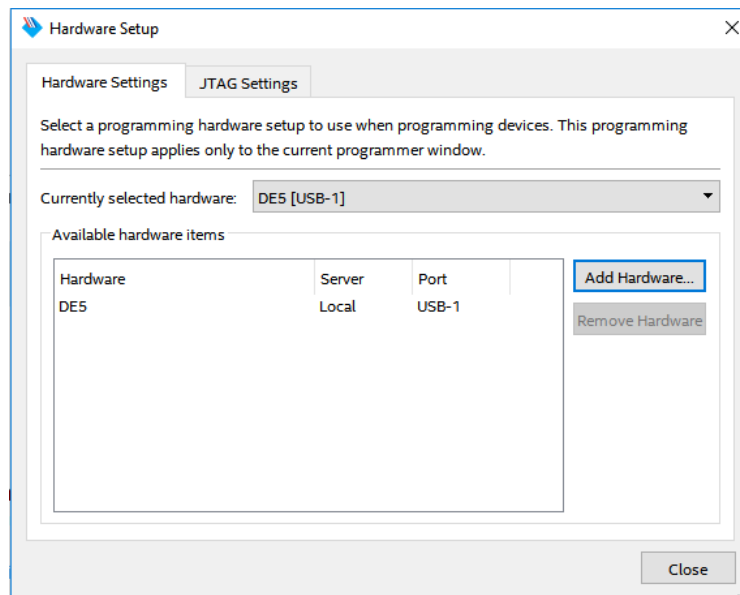 Hardware Setup
Hardware Settings
JTAG Settings
Select a programming hardware setup to use when programming devices. This programming
hardware setup applies only to the current programmer window.
Currently selected hardware: DE5 [USB-1]
Available hardware items
Hardware Server Port
DE5 Local USB-1
Add Hardware...
Remove Hardware
Close